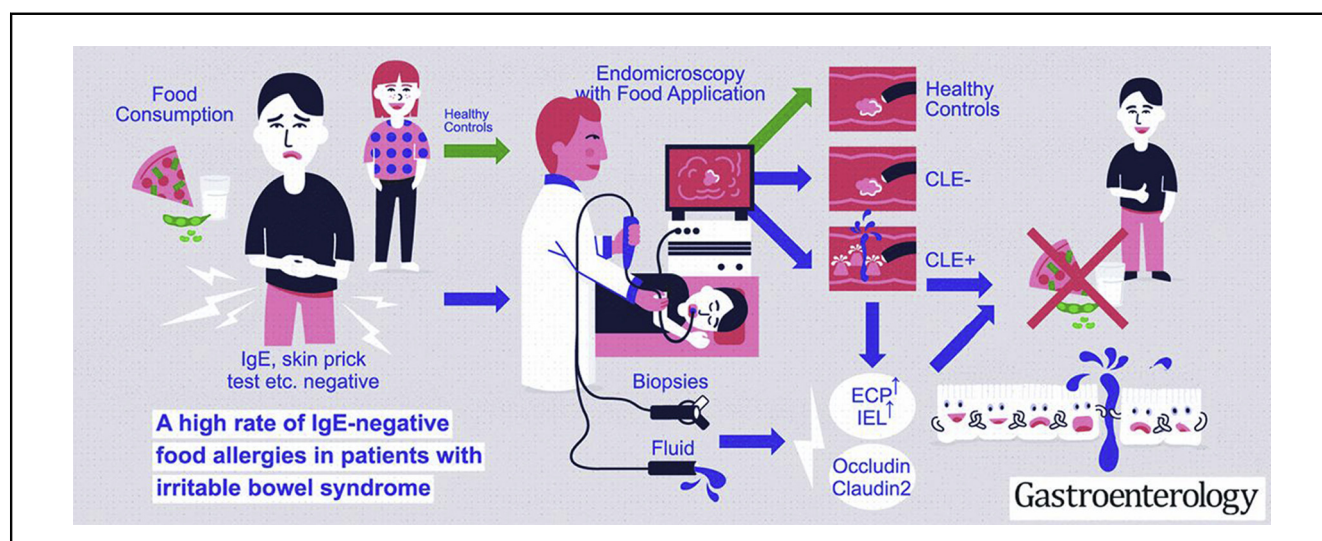 Food
Consumption
Healthy
Controls
Endomicroscopy
with Food Application
Healthy
Controls
CLE-
CLE+
IgE, skin prick
test etc. negative
A high rate of IgE-negative
food allergies in patients with
irritable bowel syndrome
Biopsies
Fluid
ECP↑
IEL↑
Occludin
Claudin2
Gastroenterology